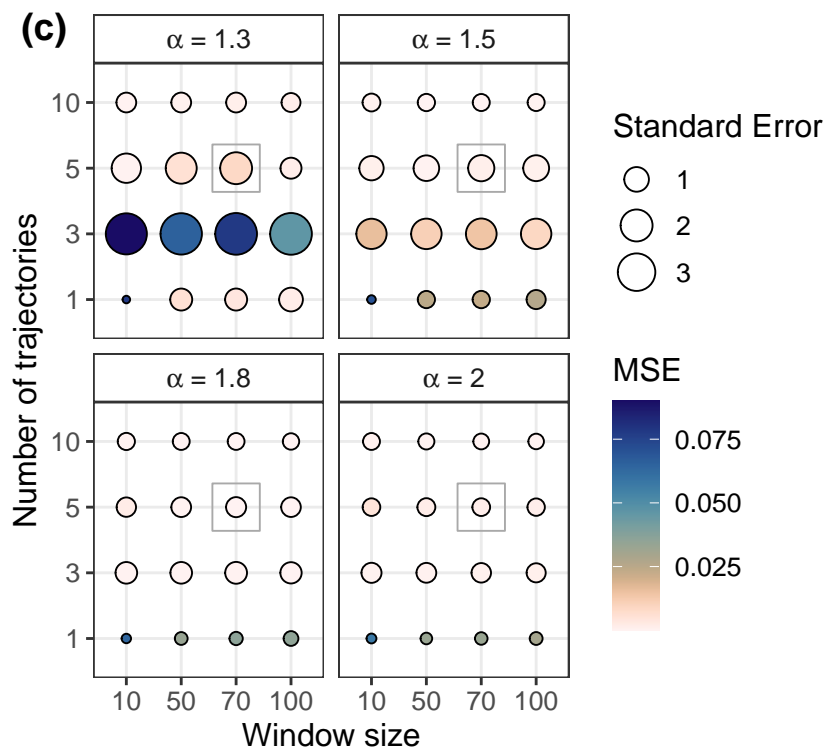 (c)
α = 1.3
α = 1.5
10
5
3
1
α = 1.8
α = 2
10
5
3
1
10 50 70 100
10 50 70 100
Number of trajectories
Window size
Standard Error
1
2
3
MSE
0.075
0.050
0.025